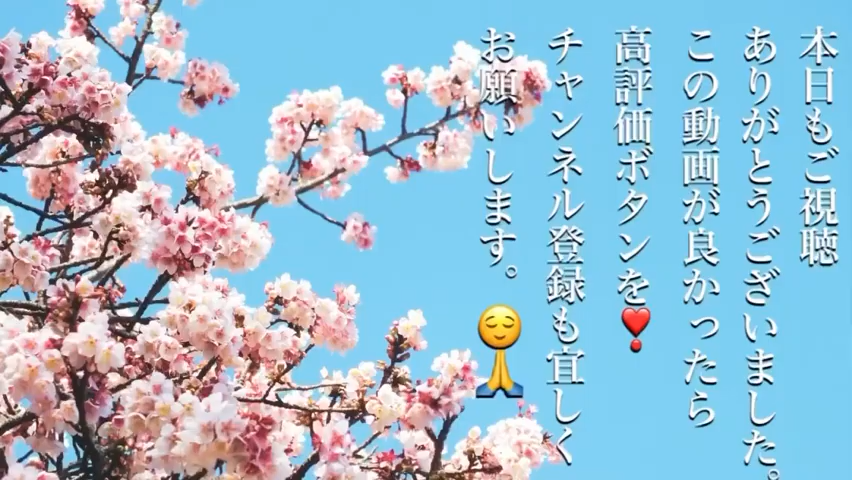 本日もご視聴
ありがとうございました。
この動画が良かったら
高評価ボタンを❣️
チャンネル登録も宜しく
お願いします。😌🙏